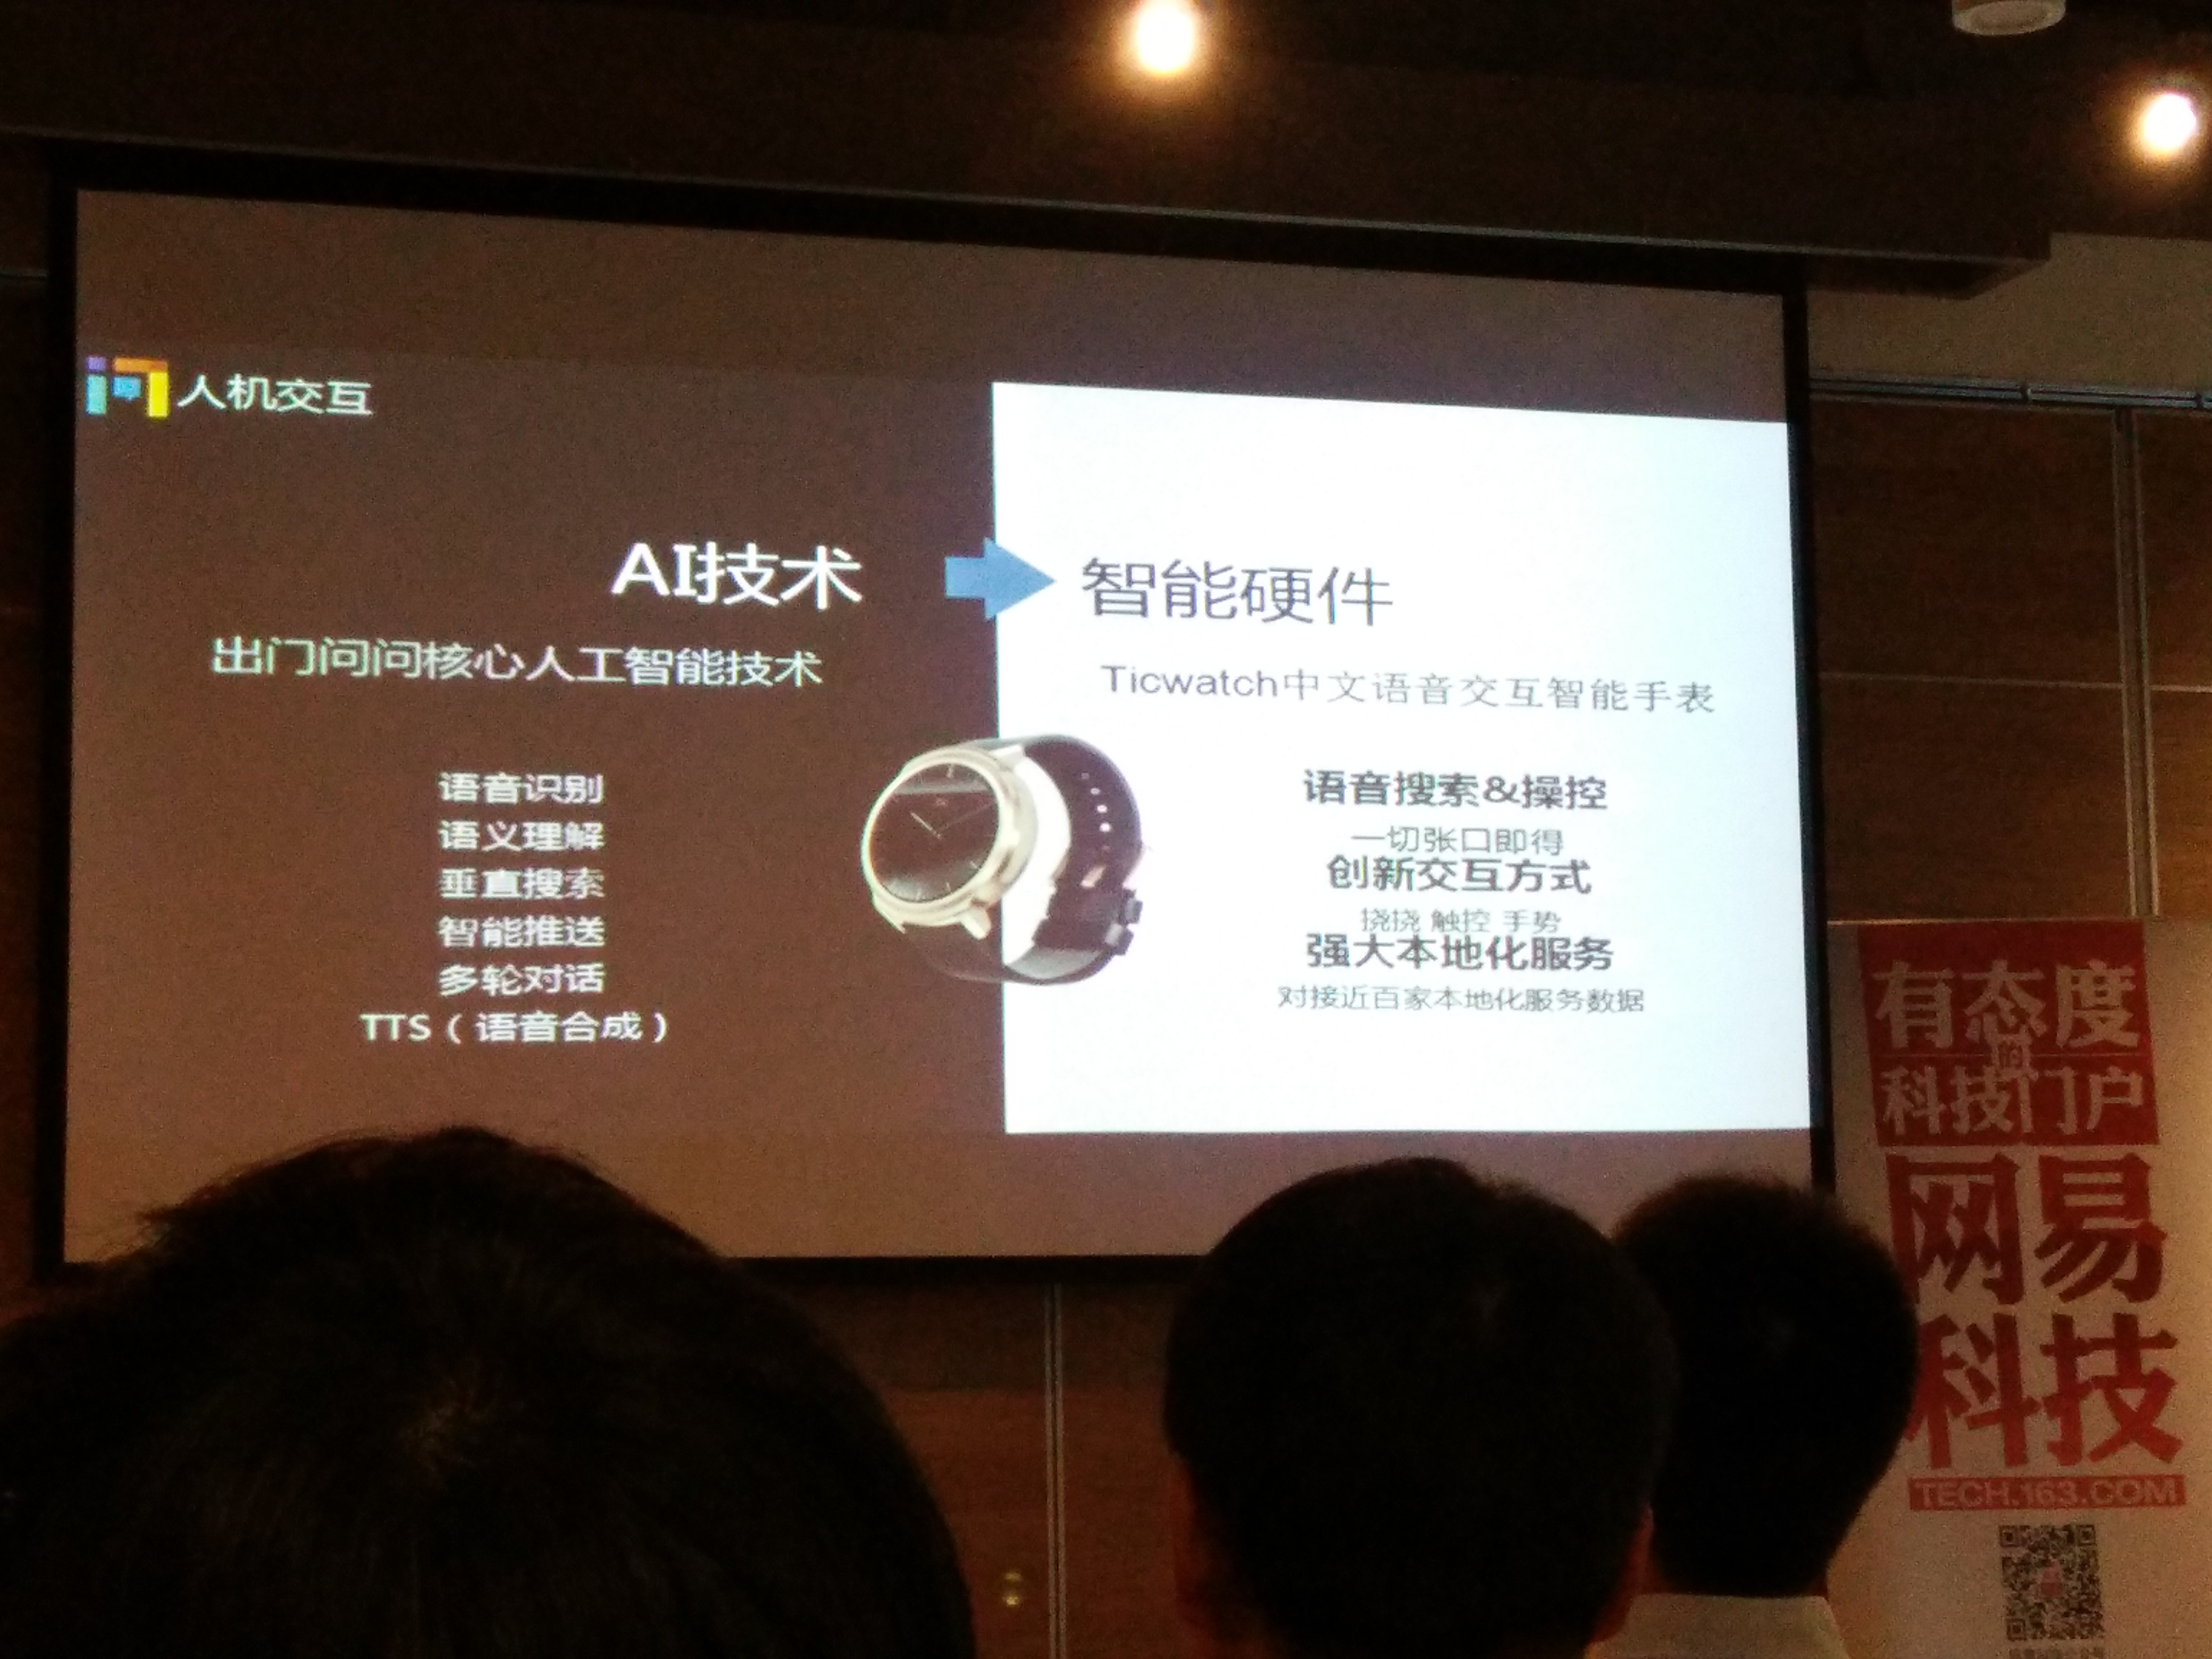 人机交互
AI技术
出门问问核心人工智能技术
语音识别
语义理解
垂直搜索
智能推送
多轮对话
TTS（语音合成）
智能硬件
Ticwatch中文语音交互智能手表
语音搜索&操控
一切张口即得
创新交互方式
挠挠 触控 手势
强大本地化服务
对接近百家本地化服务数据
有态度
的
科技门户
网易
科技
TECH.163.COM